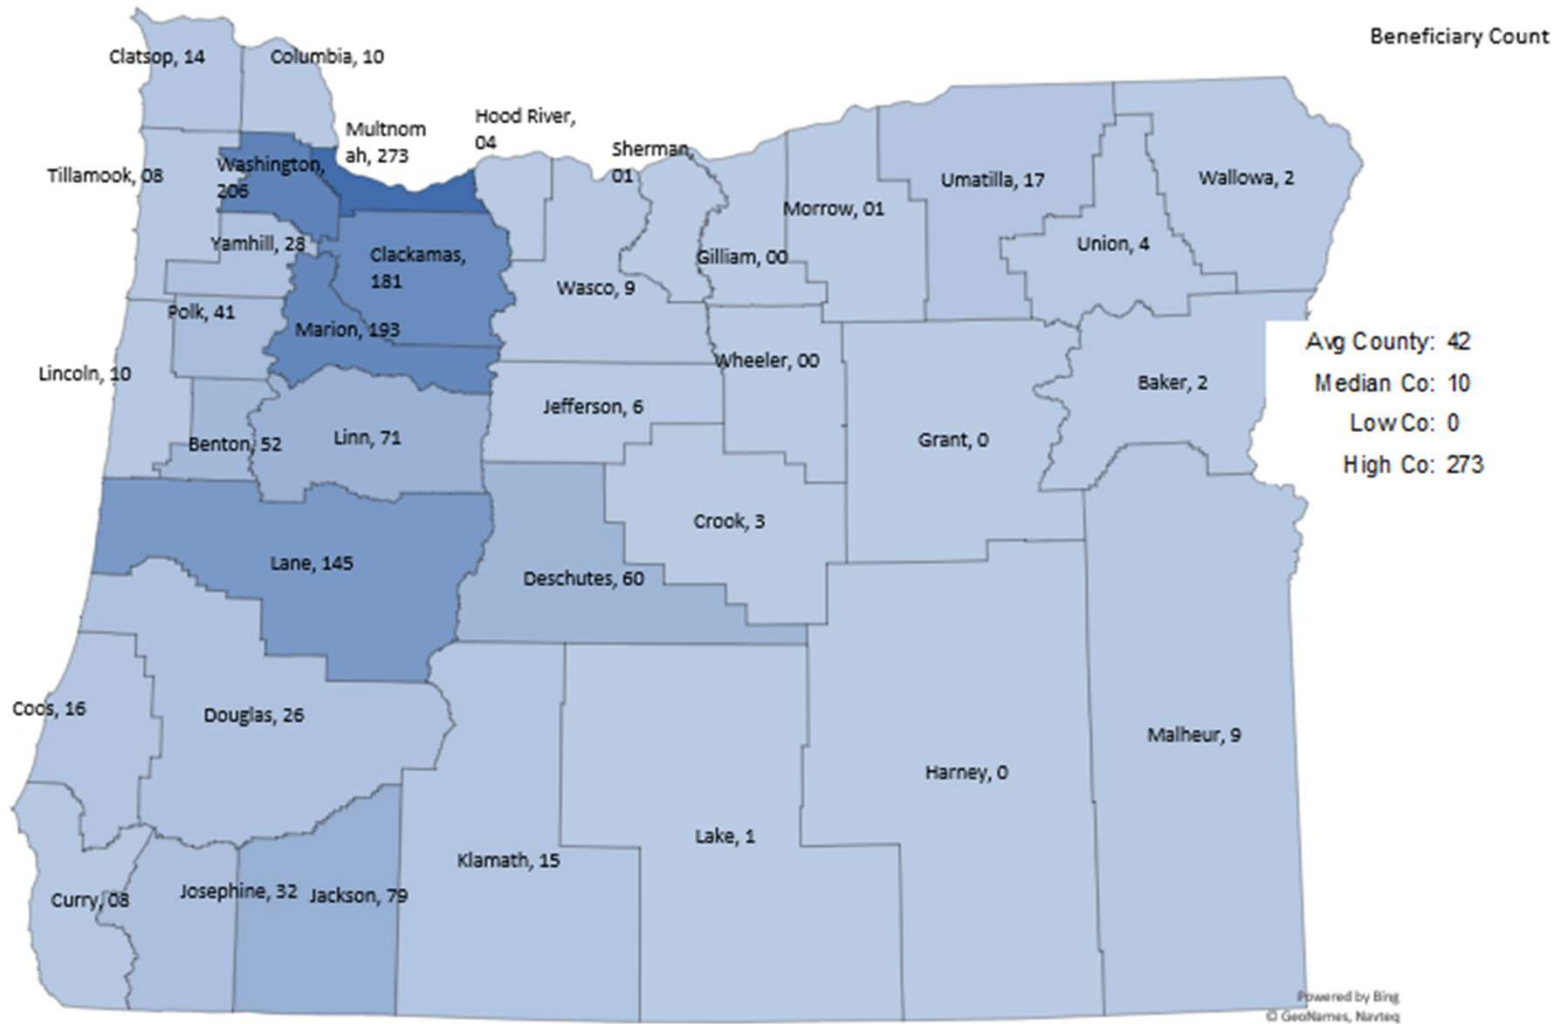 Beneficiary Count
Clatsop, 14
Columbia, 10
Multnom
ah, 273
Hood River,
04
Sherman,
01
Tillamook, 08
Washington,
206
Umatilla, 17
Wallowa, 2
Morrow, 01
Yamhill, 28
Clackamas,
181
Gilliam, 00
Union, 4
Wasco, 9
Polk, 41
Marion, 193
Avg County: 42
Median Co: 10
Low Co: 0
High Co: 273
Lincoln, 10
Wheeler, 00
Baker, 2
Jefferson, 6
Benton, 52
Linn, 71
Grant, 0
Crook, 3
Lane, 145
Deschutes, 60
Coos, 16
Douglas, 26
Malheur, 9
Harney, 0
Lake, 1
Klamath, 15
Curry, 08
Josephine, 32
Jackson, 79
Powered by Bing
© GeoNames, Navteq